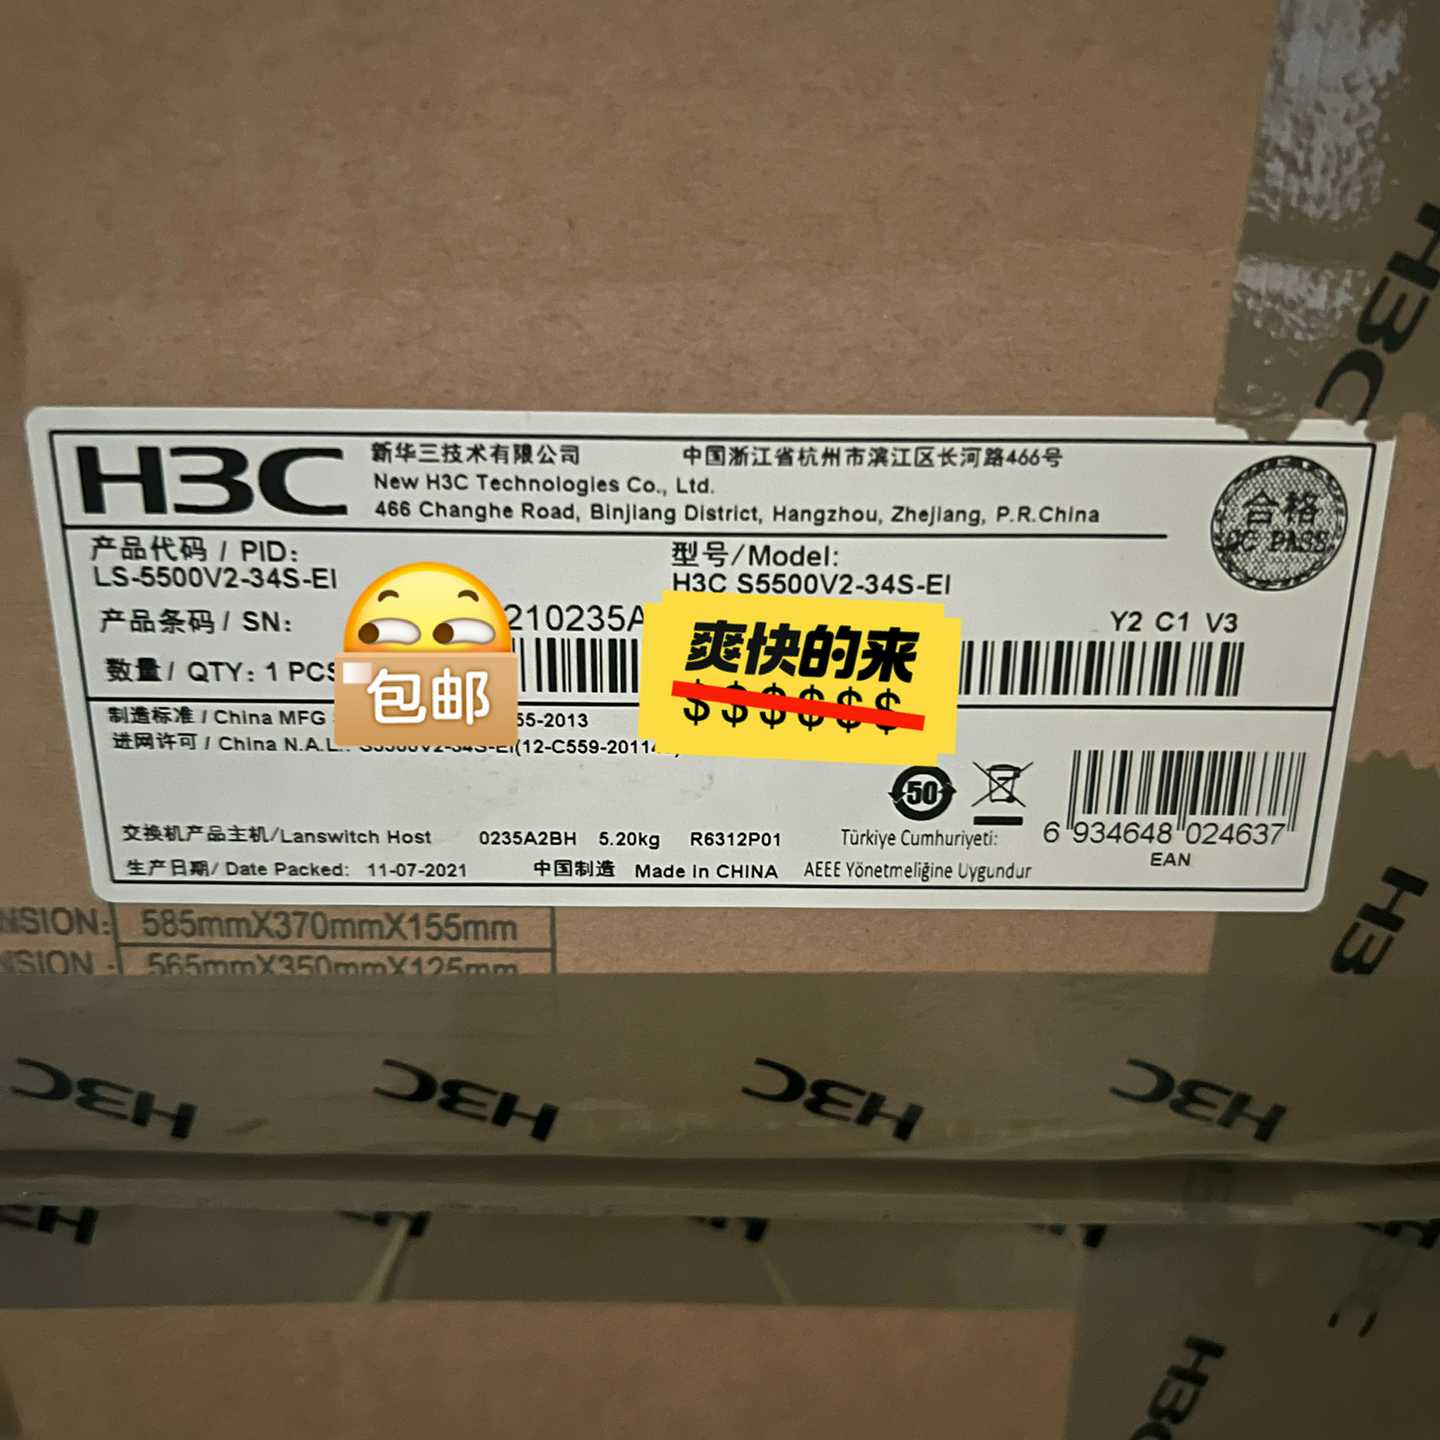 H3C
新华三技术有限公司 中国浙江省杭州市滨江区长河路466号
New H3C Technologies Co., Ltd.
466 Changhe Road, Binjiang District, Hangzhou, Zhejiang, P.R.China
合格
QC PASS
产品代码 / PID: 型号/Model:
LS-5500V2-34S-EI H3C S5500V2-34S-EI
产品条码 / SN: 210235A Y2 C1 V3
爽快的来
$$$$$$
数量 / QTY: 1 PCS
包邮
制造标准 / China MFG 55-2013
进网许可 / China N.A.L.: S5500V2-34S-EI(12-C559-2011
50
6 934648 024637
EAN
交换机产品主机/Lanswitch Host 0235A2BH 5.20kg R6312P01 Türkiye Cumhuriyeti:
生产日期/ Date Packed: 11-07-2021 中国制造 Made in CHINA AEEE Yönetmeliğine Uygundur
NSION: 585mmX370mmX155mm
NSION : 565mmX350mmX125mm
H3C
H3
H3C H3C H3C H3C
H3C